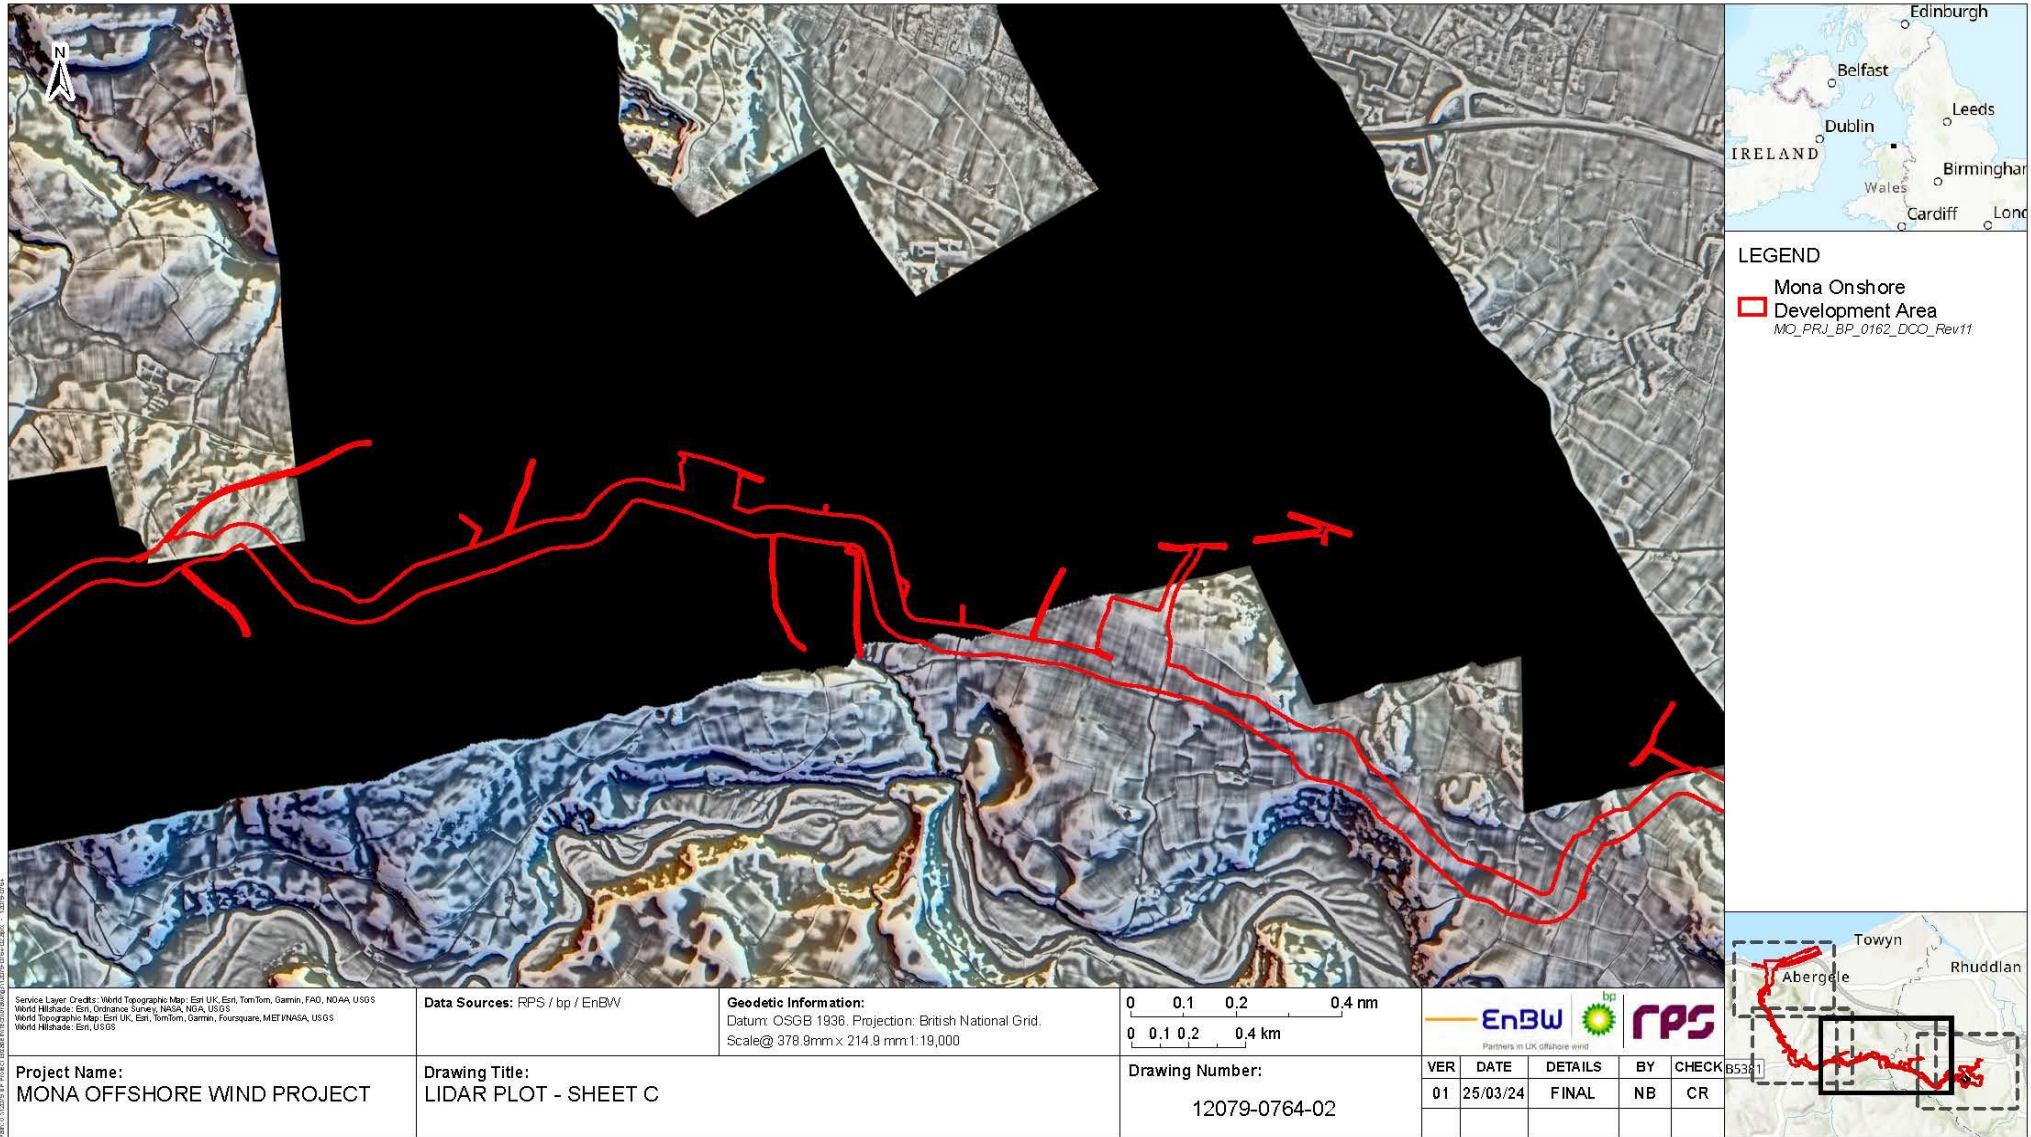 N
Edinburgh
Belfast
Leeds
Dublin
IRELAND
Birminghar
Wales
Cardiff
Lond
LEGEND
Mona Onshore
Development Area
MO_PRJ_BP_0162_DCO_Rev11
Towyn
Rhuddlan
Abergele
B5381
Service Layer Credits: World Topographic Map: Esri UK, Esri, TomTom, Garmin, FAO, NOAA, USGS
World Hillshade: Esri, Ordnance Survey, NASA, NGA, USGS
World Topographic Map: Esri UK, Esri, TomTom, Garmin, Foursquare, METI/NASA, USGS
World Hillshade: Esri, USGS
Data Sources: RPS / bp / EnBW
Geodetic Information:
Datum: OSGB 1936. Projection: British National Grid.
Scale@ 378.9mm x 214.9 mm:1:19,000
0 0.1 0.2 0.4 nm
0 0.1 0.2 0.4 km
EnBW bp rps
Partners in UK offshore wind
Project Name:
MONA OFFSHORE WIND PROJECT
Drawing Title:
LIDAR PLOT - SHEET C
Drawing Number:
12079-0764-02
VER DATE DETAILS BY CHECK
01 25/03/24 FINAL NB CR